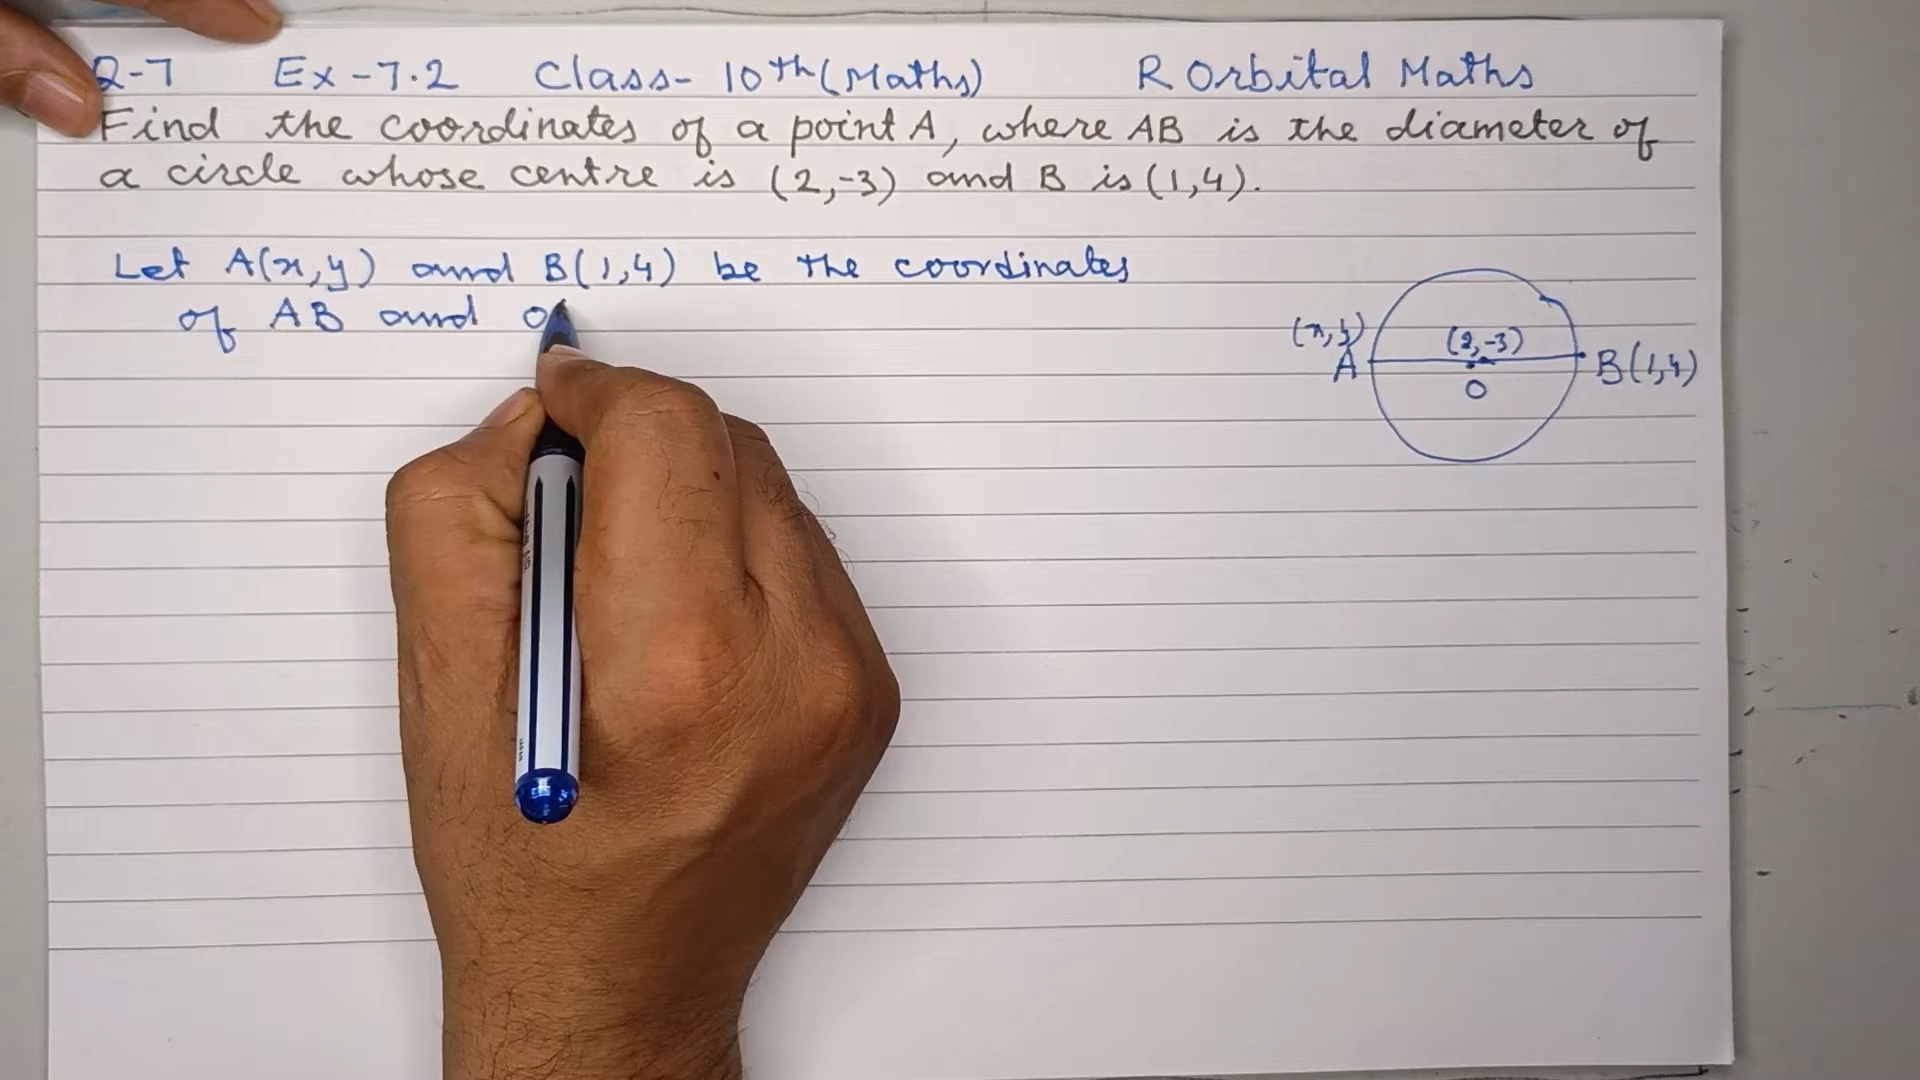 Q-7 Ex-7.2 Class- 10th (Maths) R Orbital Maths
Find the coordinates of a point A, where AB is the diameter of
a circle whose centre is (2,-3) and B is (1,4).
Let A(x,y) and B(1,4) be the coordinates
of AB and O
(x,y)
(2,-3)
A
B(1,4)
O